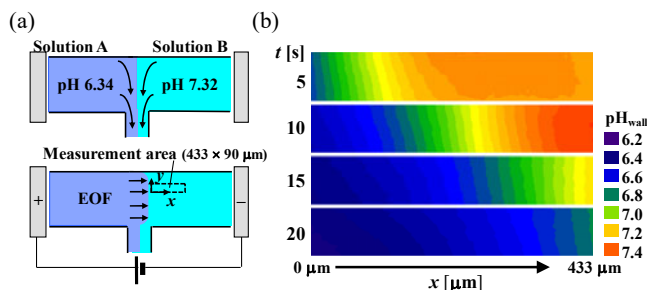 (a)
Solution A Solution B
pH 6.34 pH 7.32
Measurement area (433 × 90 μm)
y
x
EOF
+ −
(b)
t [s]
5
10
15
20
pHwall
6.2
6.4
6.6
6.8
7.0
7.2
7.4
0 μm 433 μm
x [μm]